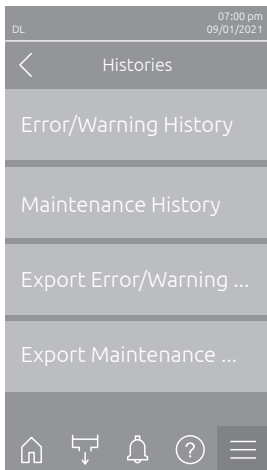 07:00 pm
DL 09/01/2021
Histories
Error/Warning History
Maintenance History
Export Error/Warning ...
Export Maintenance ...
?